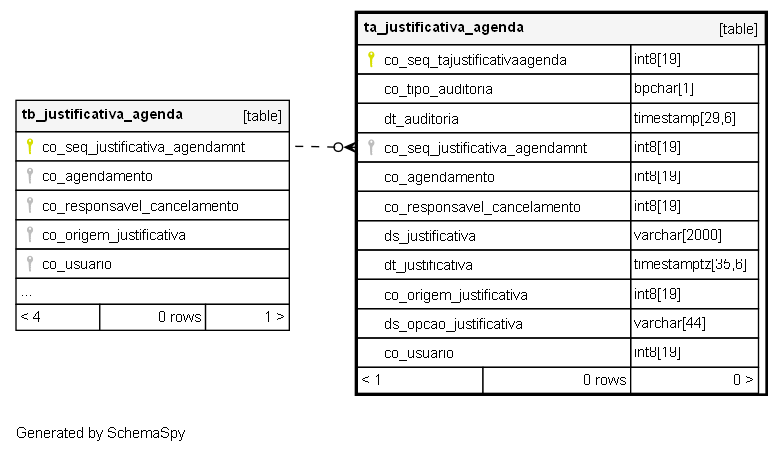 ta_justificativa_agenda [table]
co_seq_tajustificativaagenda int8[19]
co_tipo_auditoria bpchar[1]
dt_auditoria timestamp[29,6]
co_seq_justificativa_agendamnt int8[19]
co_agendamento int8[19]
co_responsavel_cancelamento int8[19]
ds_justificativa varchar[2000]
dt_justificativa timestamptz[35,6]
co_origem_justificativa int8[19]
ds_opcao_justificativa varchar[44]
co_usuario int8[19]
< 1 0 rows 0 >
tb_justificativa_agenda [table]
co_seq_justificativa_agendamnt
co_agendamento
co_responsavel_cancelamento
co_origem_justificativa
co_usuario
...
< 4 0 rows 1 >
Generated by SchemaSpy